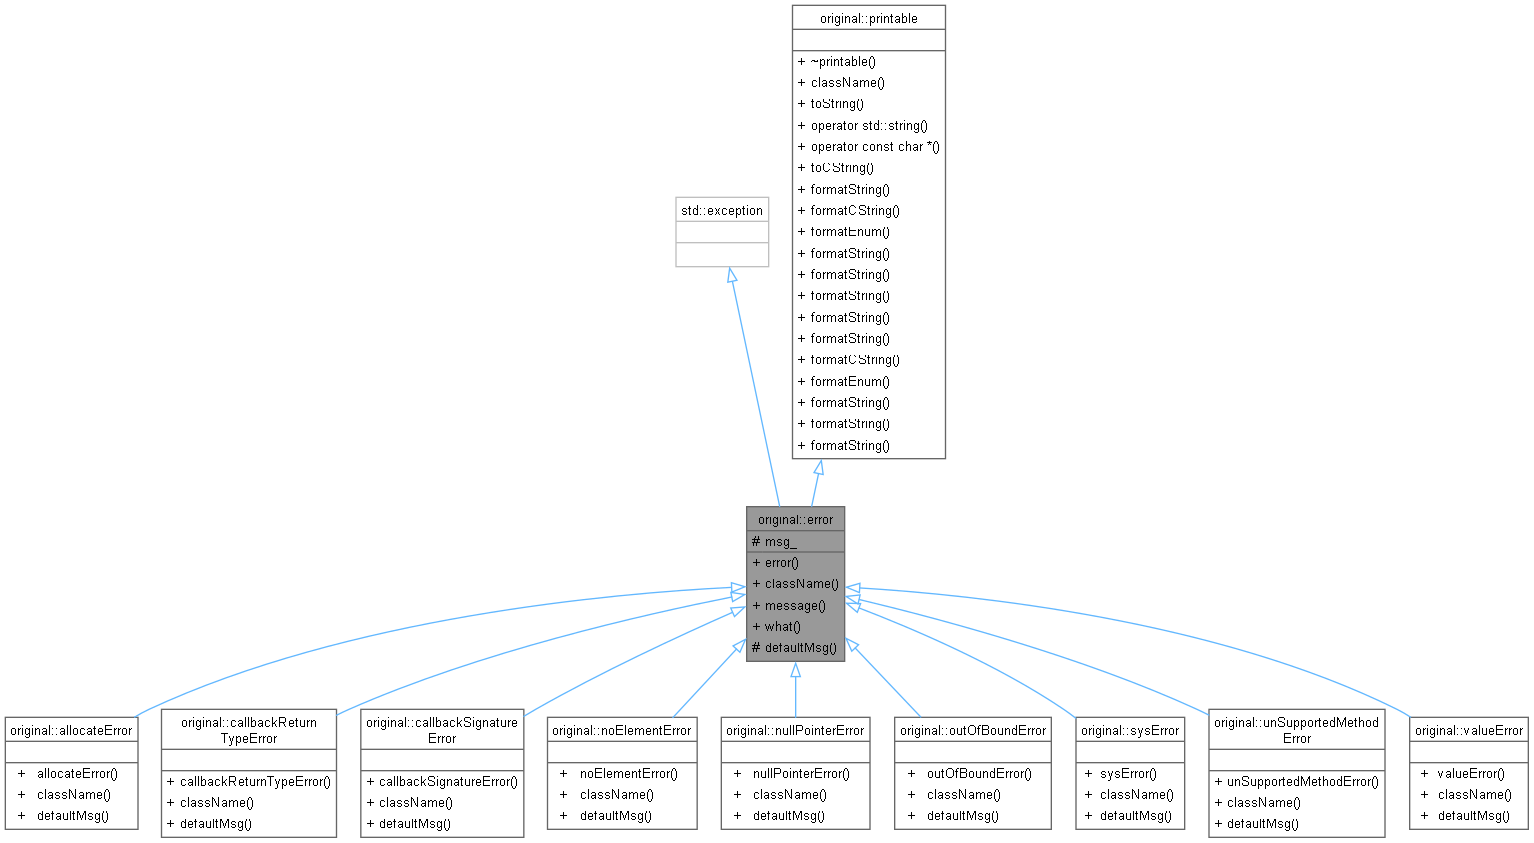 original::printable
+ ~printable()
+ className()
+ toString()
+ operator std::string()
+ operator const char *()
+ toCString()
+ formatString()
+ formatCString()
+ formatEnum()
+ formatString()
+ formatString()
+ formatString()
+ formatString()
+ formatString()
+ formatCString()
+ formatEnum()
+ formatString()
+ formatString()
+ formatString()
std::exception
original::error
# msg_
+ error()
+ className()
+ message()
+ what()
# defaultMsg()
original::allocateError
+ allocateError()
+ className()
+ defaultMsg()
original::callbackReturn
TypeError
+ callbackReturnTypeError()
+ className()
+ defaultMsg()
original::callbackSignature
Error
+ callbackSignatureError()
+ className()
+ defaultMsg()
original::noElementError
+ noElementError()
+ className()
+ defaultMsg()
original::nullPointerError
+ nullPointerError()
+ className()
+ defaultMsg()
original::outOfBoundError
+ outOfBoundError()
+ className()
+ defaultMsg()
original::sysError
+ sysError()
+ className()
+ defaultMsg()
original::unSupportedMethod
Error
+ unSupportedMethodError()
+ className()
+ defaultMsg()
original::valueError
+ valueError()
+ className()
+ defaultMsg()